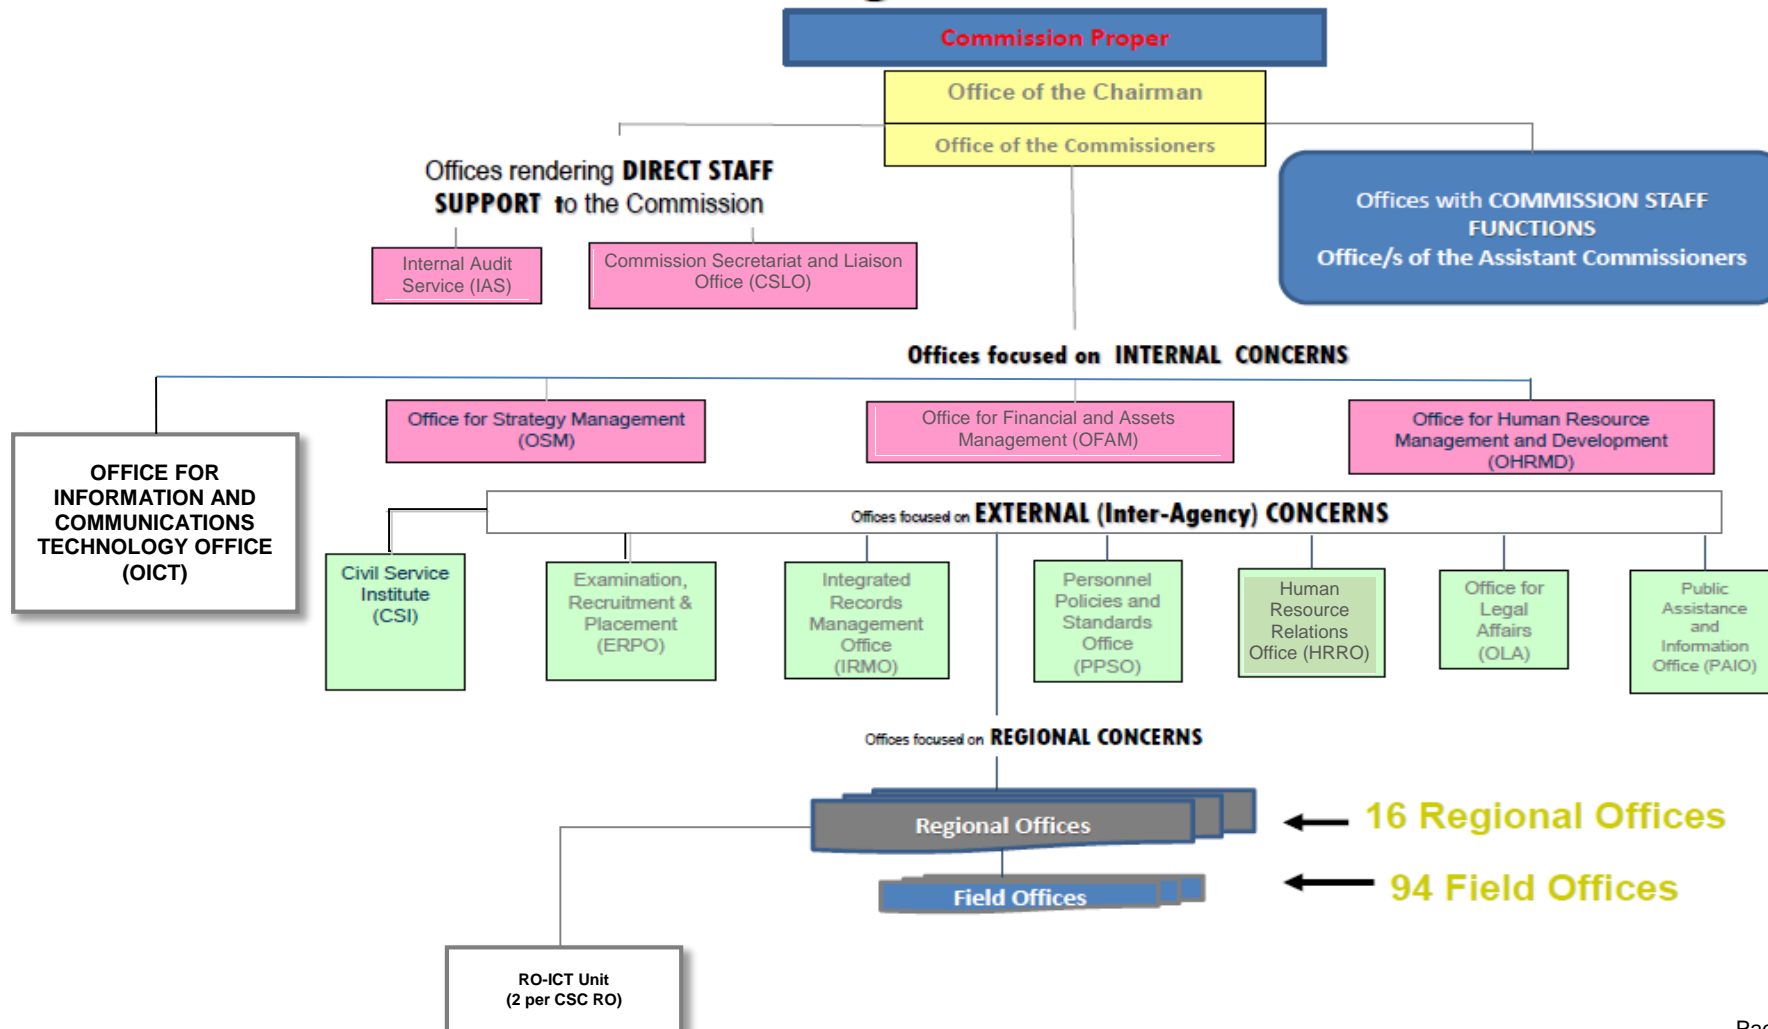 Commission Proper
Office of the Chairman
Office of the Commissioners
Offices rendering DIRECT STAFF
SUPPORT to the Commission
Offices with COMMISSION STAFF
FUNCTIONS
Office/s of the Assistant Commissioners
Internal Audit
Service (IAS)
Commission Secretariat and Liaison
Office (CSLO)
Offices focused on INTERNAL CONCERNS
OFFICE FOR
INFORMATION AND
COMMUNICATIONS
TECHNOLOGY OFFICE
(OICT)
Office for Strategy Management
(OSM)
Office for Financial and Assets
Management (OFAM)
Office for Human Resource
Management and Development
(OHRMD)
Offices focused on EXTERNAL (Inter-Agency) CONCERNS
Civil Service
Institute
(CSI)
Examination,
Recruitment &
Placement
(ERPO)
Integrated
Records
Management
Office
(IRMO)
Personnel
Policies and
Standards
Office
(PPSO)
Human
Resource
Relations
Office (HRRO)
Office for
Legal
Affairs
(OLA)
Public
Assistance
and
Information
Office (PAIO)
Offices focused on REGIONAL CONCERNS
Regional Offices
16 Regional Offices
Field Offices
94 Field Offices
RO-ICT Unit
(2 per CSC RO)